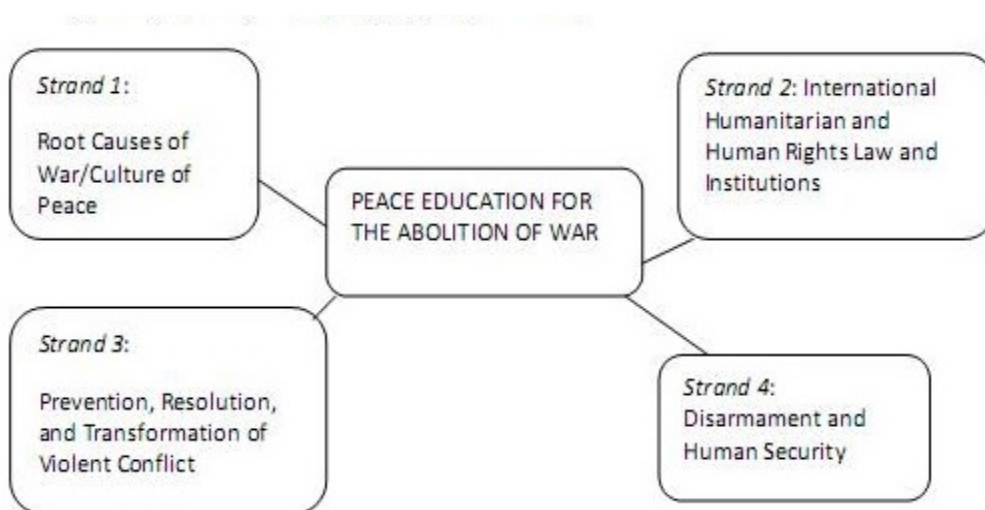 Strand 1:
Root Causes of
War/Culture of
Peace
Strand 2: International
Humanitarian and
Human Rights Law and
Institutions
PEACE EDUCATION FOR
THE ABOLITION OF WAR
Strand 3:
Prevention, Resolution,
and Transformation of
Violent Conflict
Strand 4:
Disarmament and
Human Security